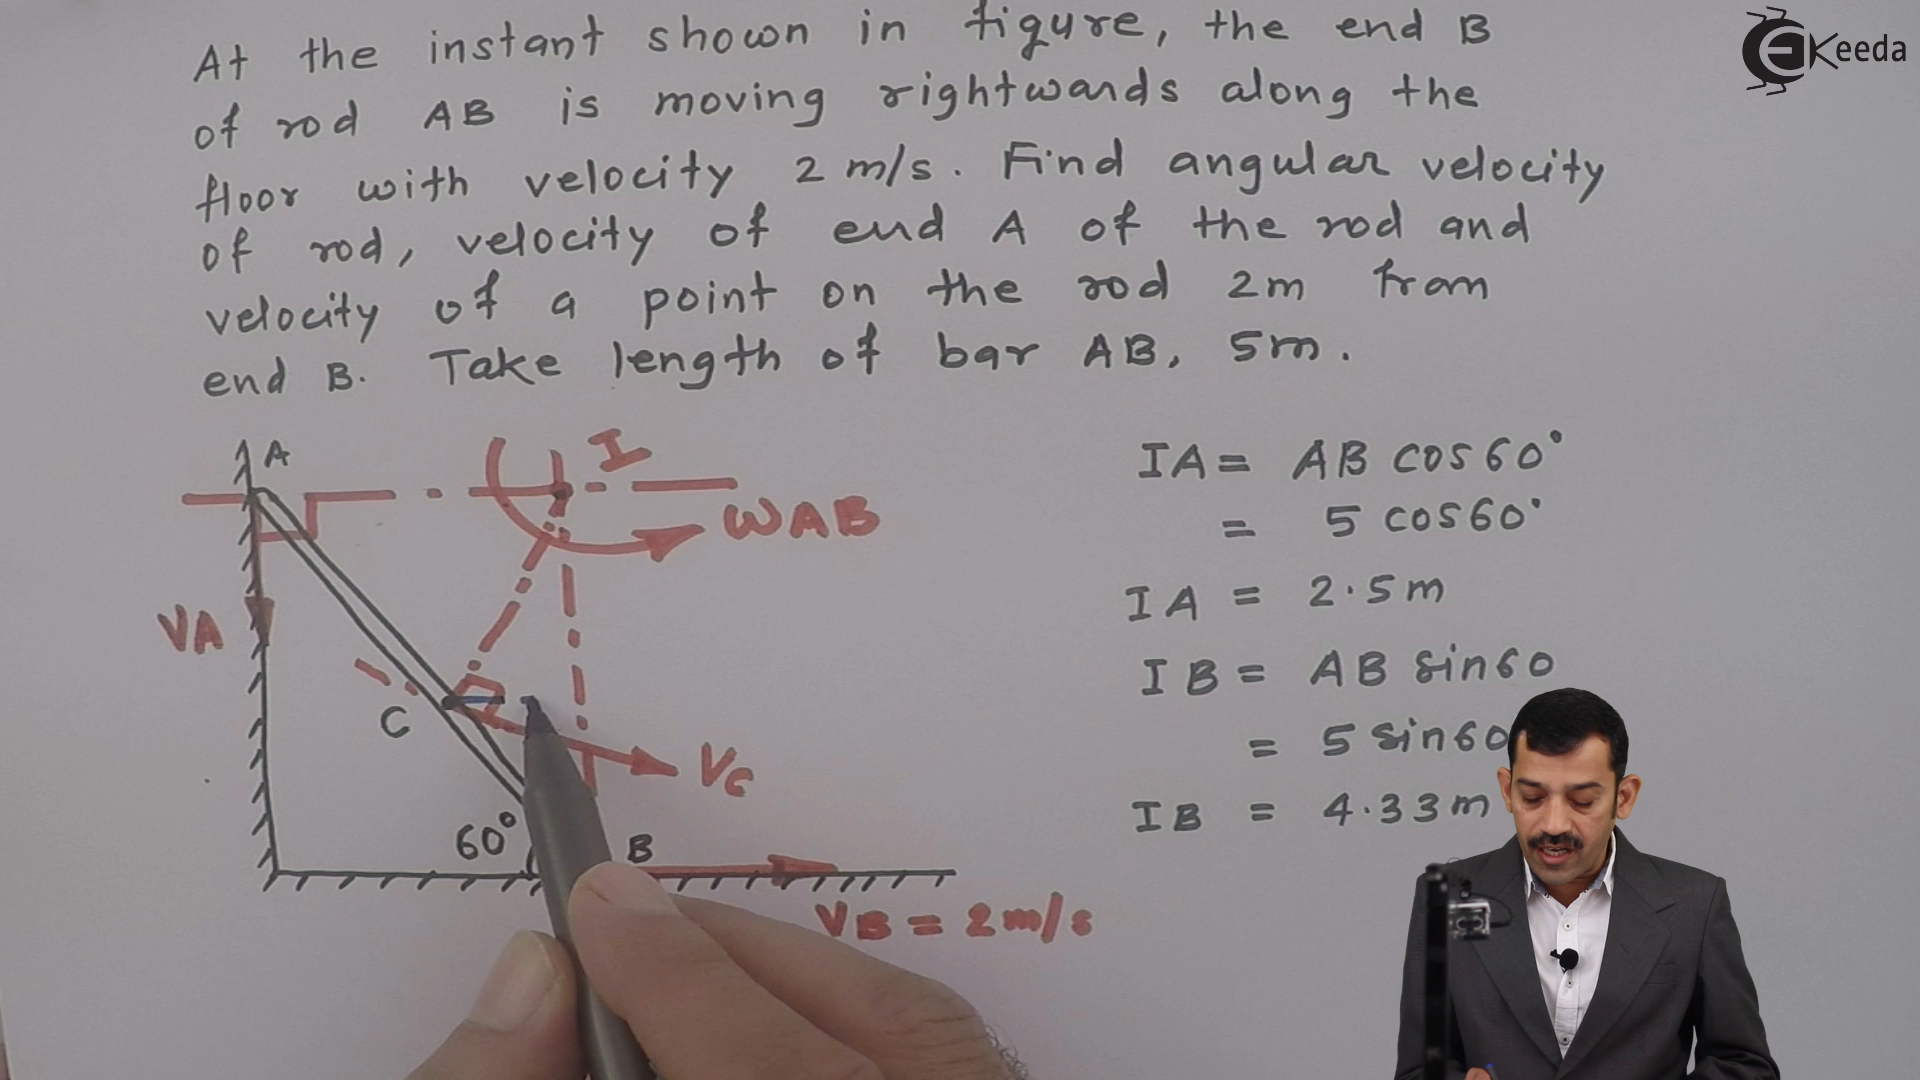 At the instant shown in figure, the end B
of rod AB is moving rightwards along the
floor with velocity 2 m/s. Find angular velocity
of rod, velocity of end A of the rod and
velocity of a point on the rod 2m from
end B. Take length of bar AB, 5m.
EKeeda
A
I
ωAB
VA
C
VC
60°
B
VB = 2m/s
IA = AB cos60°
= 5 cos60°
IA = 2.5m
IB = AB sin60
= 5 sin60
IB = 4.33m